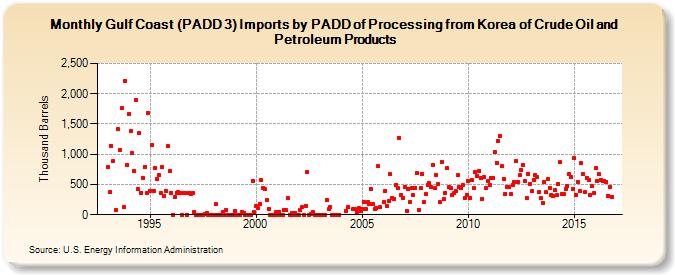 Monthly Gulf Coast (PADD 3) Imports by PADD of Processing from Korea of Crude Oil and
Petroleum Products
Thousand Barrels
2,500
2,000
1,500
1,000
500
0
1995
2000
2005
2010
2015
Source: U.S. Energy Information Administration